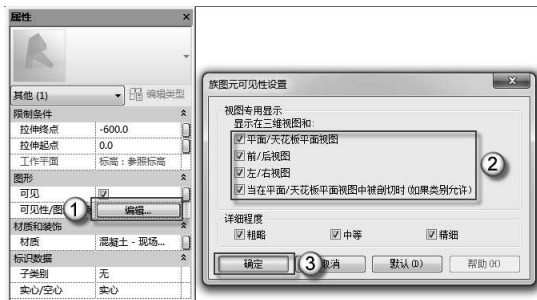 属性
其他 (1)
编辑类型
限制条件
拉伸终点 -600.0
拉伸起点 0.0
工作平面 标高：参照标高
图形
可见
可见性/图 编辑...
①
材质和装饰
材质 混凝土 - 现场...
标识数据
子类别 无
实心/空心 实心
族图元可见性设置
视图专用显示
显示在三维视图和:
平面/天花板平面视图
前/后视图
左/右视图
当在平面/天花板平面视图中被剖切时(如果类别允许)
②
详细程度
粗略 中等 精细
确定 ③ 取消 默认(D) 帮助(H)